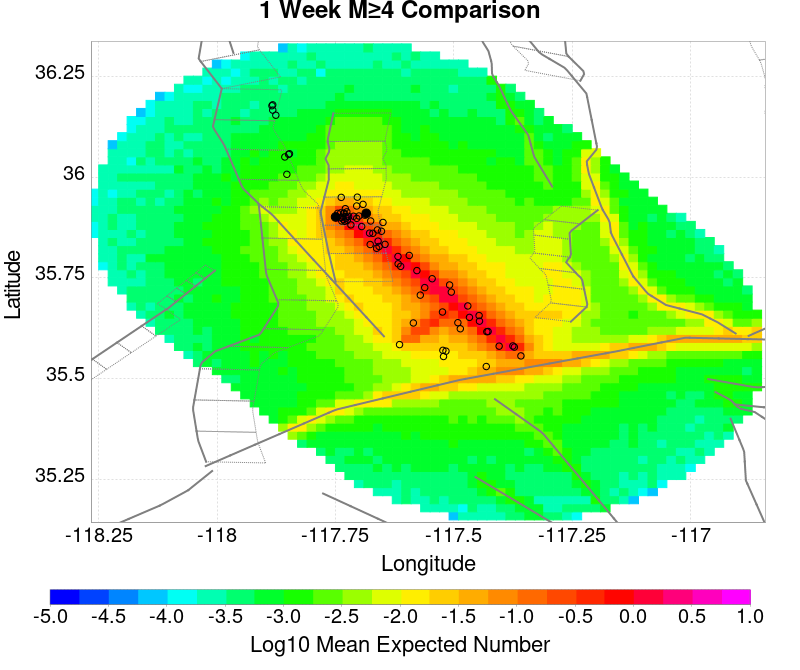 1 Week M≥4 Comparison
36.25
36
35.75
35.5
35.25
Latitude
-118.25 -118 -117.75 -117.5 -117.25 -117
Longitude
-5.0 -4.5 -4.0 -3.5 -3.0 -2.5 -2.0 -1.5 -1.0 -0.5 0.0 0.5 1.0
Log10 Mean Expected Number